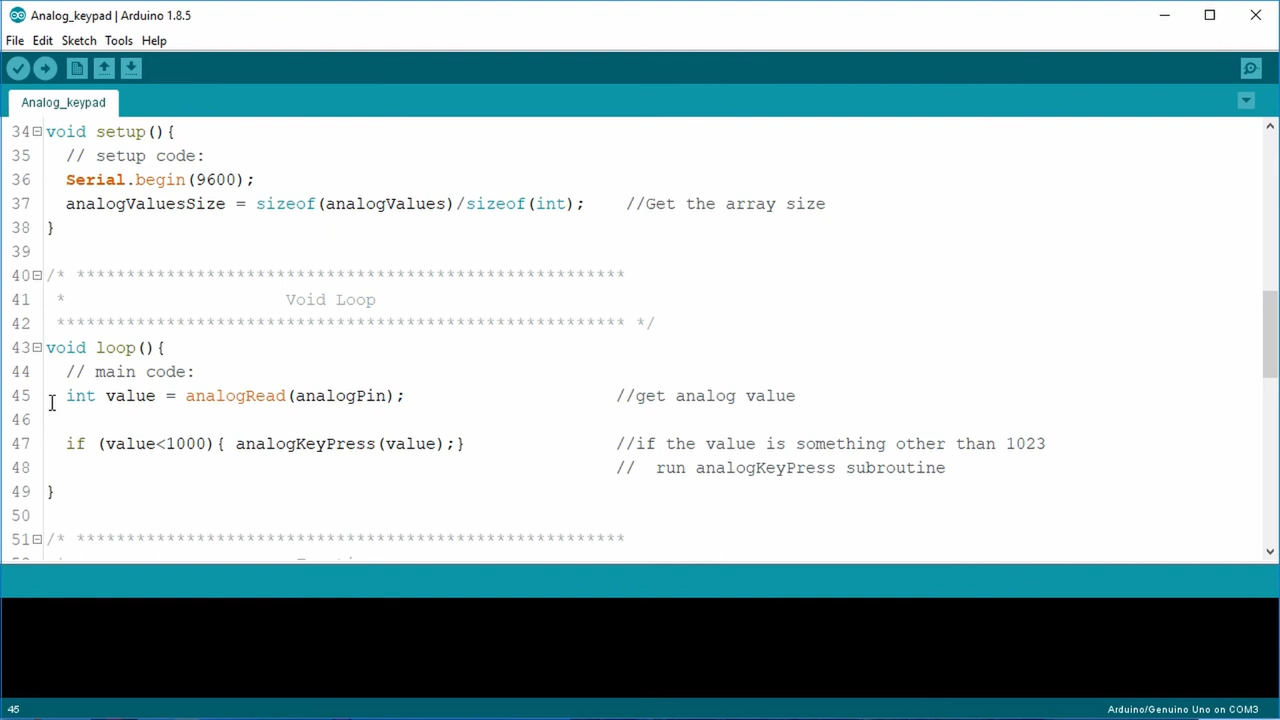 Analog_keypad | Arduino 1.8.5
File Edit Sketch Tools Help
Analog_keypad
34 void setup(){
35 // setup code:
36 Serial.begin(9600);
37 analogValuesSize = sizeof(analogValues)/sizeof(int); //Get the array size
38 }
39
40 /* *******************************************************
41 * Void Loop
42 ********************************************************* */
43 void loop(){
44 // main code:
45 int value = analogRead(analogPin); //get analog value
46
47 if (value<1000){ analogKeyPress(value);} //if the value is something other than 1023
48 // run analogKeyPress subroutine
49 }
50
51 /* *******************************************************
45
Arduino/Genuino Uno on COM3